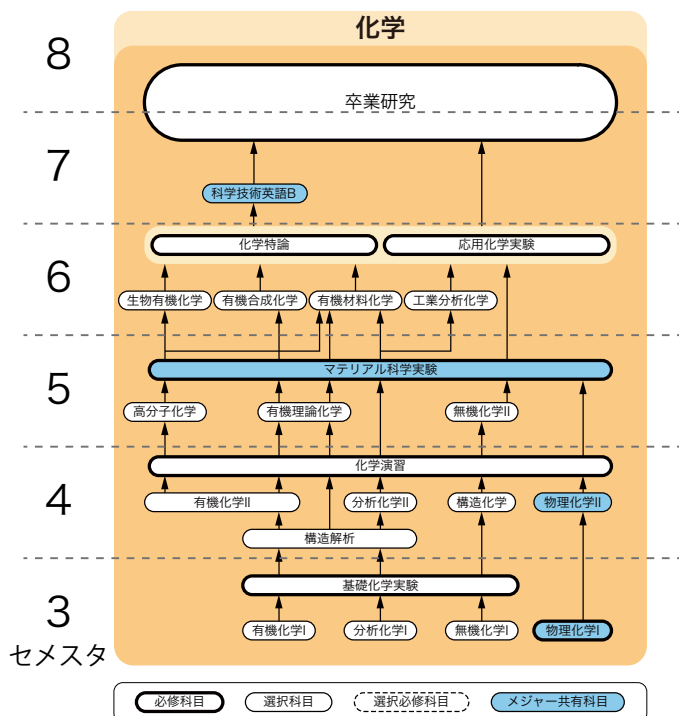 化学
8
卒業研究
7
科学技術英語B
化学特論
応用化学実験
6
生物有機化学
有機合成化学
有機材料化学
工業分析化学
マテリアル科学実験
5
高分子化学
有機理論化学
無機化学II
化学演習
4
有機化学II
分析化学II
構造化学
物理化学II
構造解析
基礎化学実験
3
有機化学I
分析化学I
無機化学I
物理化学I
セメスタ
必修科目
選択科目
選択必修科目
メジャー共有科目